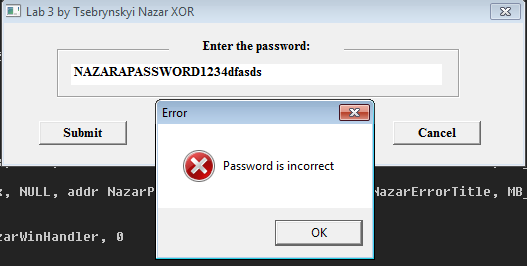 Lab 3 by Tsebrynskyi Nazar XOR
Enter the password:
NAZARAPASSWORD1234dfasds
Submit
Cancel
Error
Password is incorrect
OK
, NULL, addr NazarP
NazarErrorTitle, MB_
zarWinHandler, 0